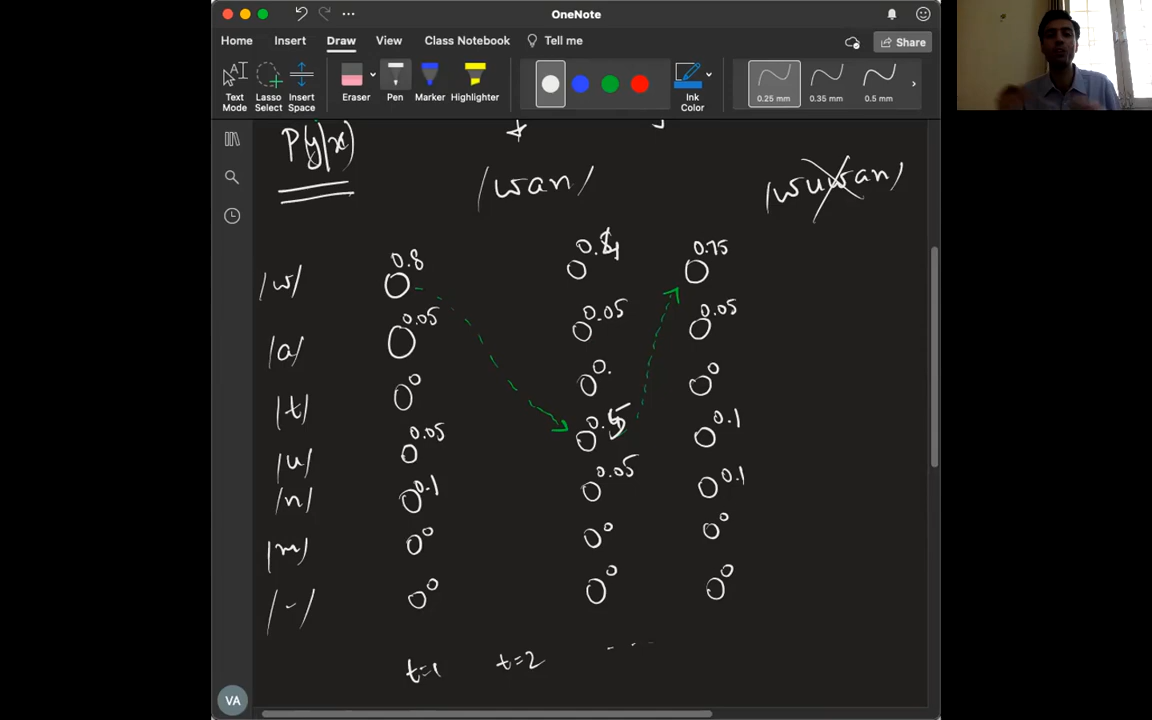 OneNote
Home Insert Draw View Class Notebook Tell me
Share
Text Mode
Lasso Select
Insert Space
Eraser
Pen
Marker
Highlighter
Ink Color
0.25 mm
0.35 mm
0.5 mm
P(y|x)
/wan/
/wuwan/
/w/ 0.8 0.75
/a/ 0.05 0.05 0.05
/t/ 0 0. 0
/u/ 0.05 0.1
/n/ 0.1 0.05 0.1
/m/ 0 0 0
/-/ 0 0 0
t=1 t=2 - - -
VA